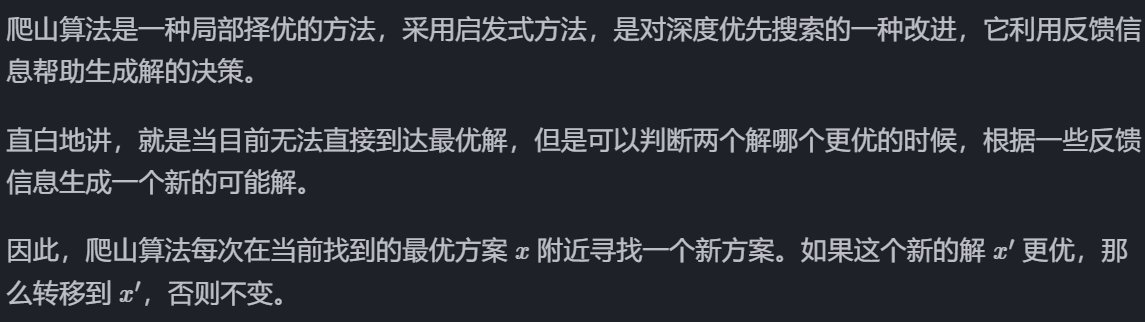 爬山算法是一种局部择优的方法，采用启发式方法，是对深度优先搜索的一种改进，它利用反馈信
息帮助生成解的决策。
直白地讲，就是当目前无法直接到达最优解，但是可以判断两个解哪个更优的时候，根据一些反馈
信息生成一个新的可能解。
因此，爬山算法每次在当前找到的最优方案 x 附近寻找一个新方案。如果这个新的解 x′ 更优，那
么转移到 x′，否则不变。